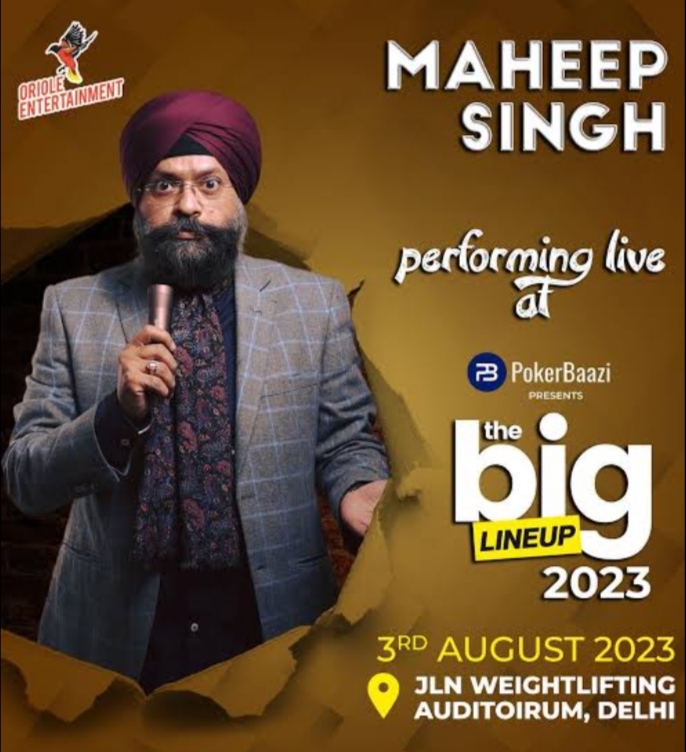 ORIOLE
ENTERTAINMENT
MAHEEP
SINGH
performing live
at
PB PokerBaazi
PRESENTS
the
big
LINEUP
2023
3RD AUGUST 2023
JLN WEIGHTLIFTING
AUDITOIRUM, DELHI